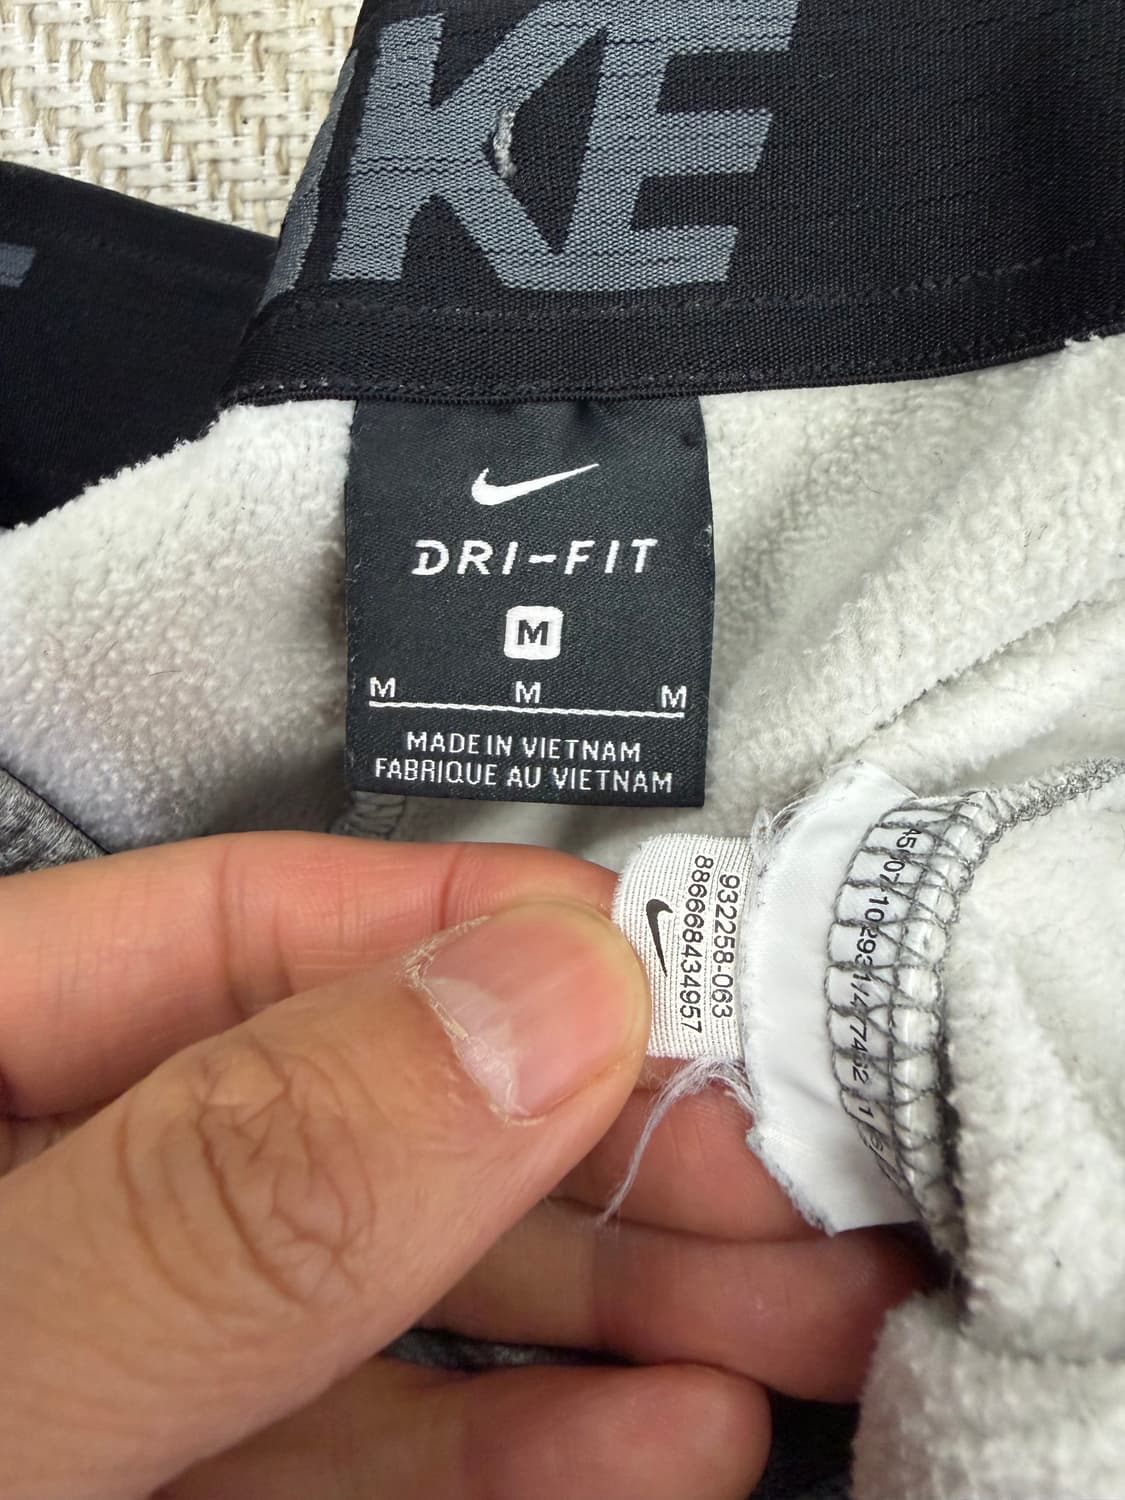 KE
DRI-FIT
M
M M M
MADE IN VIETNAM
FABRIQUE AU VIETNAM
932258-063
886668434957